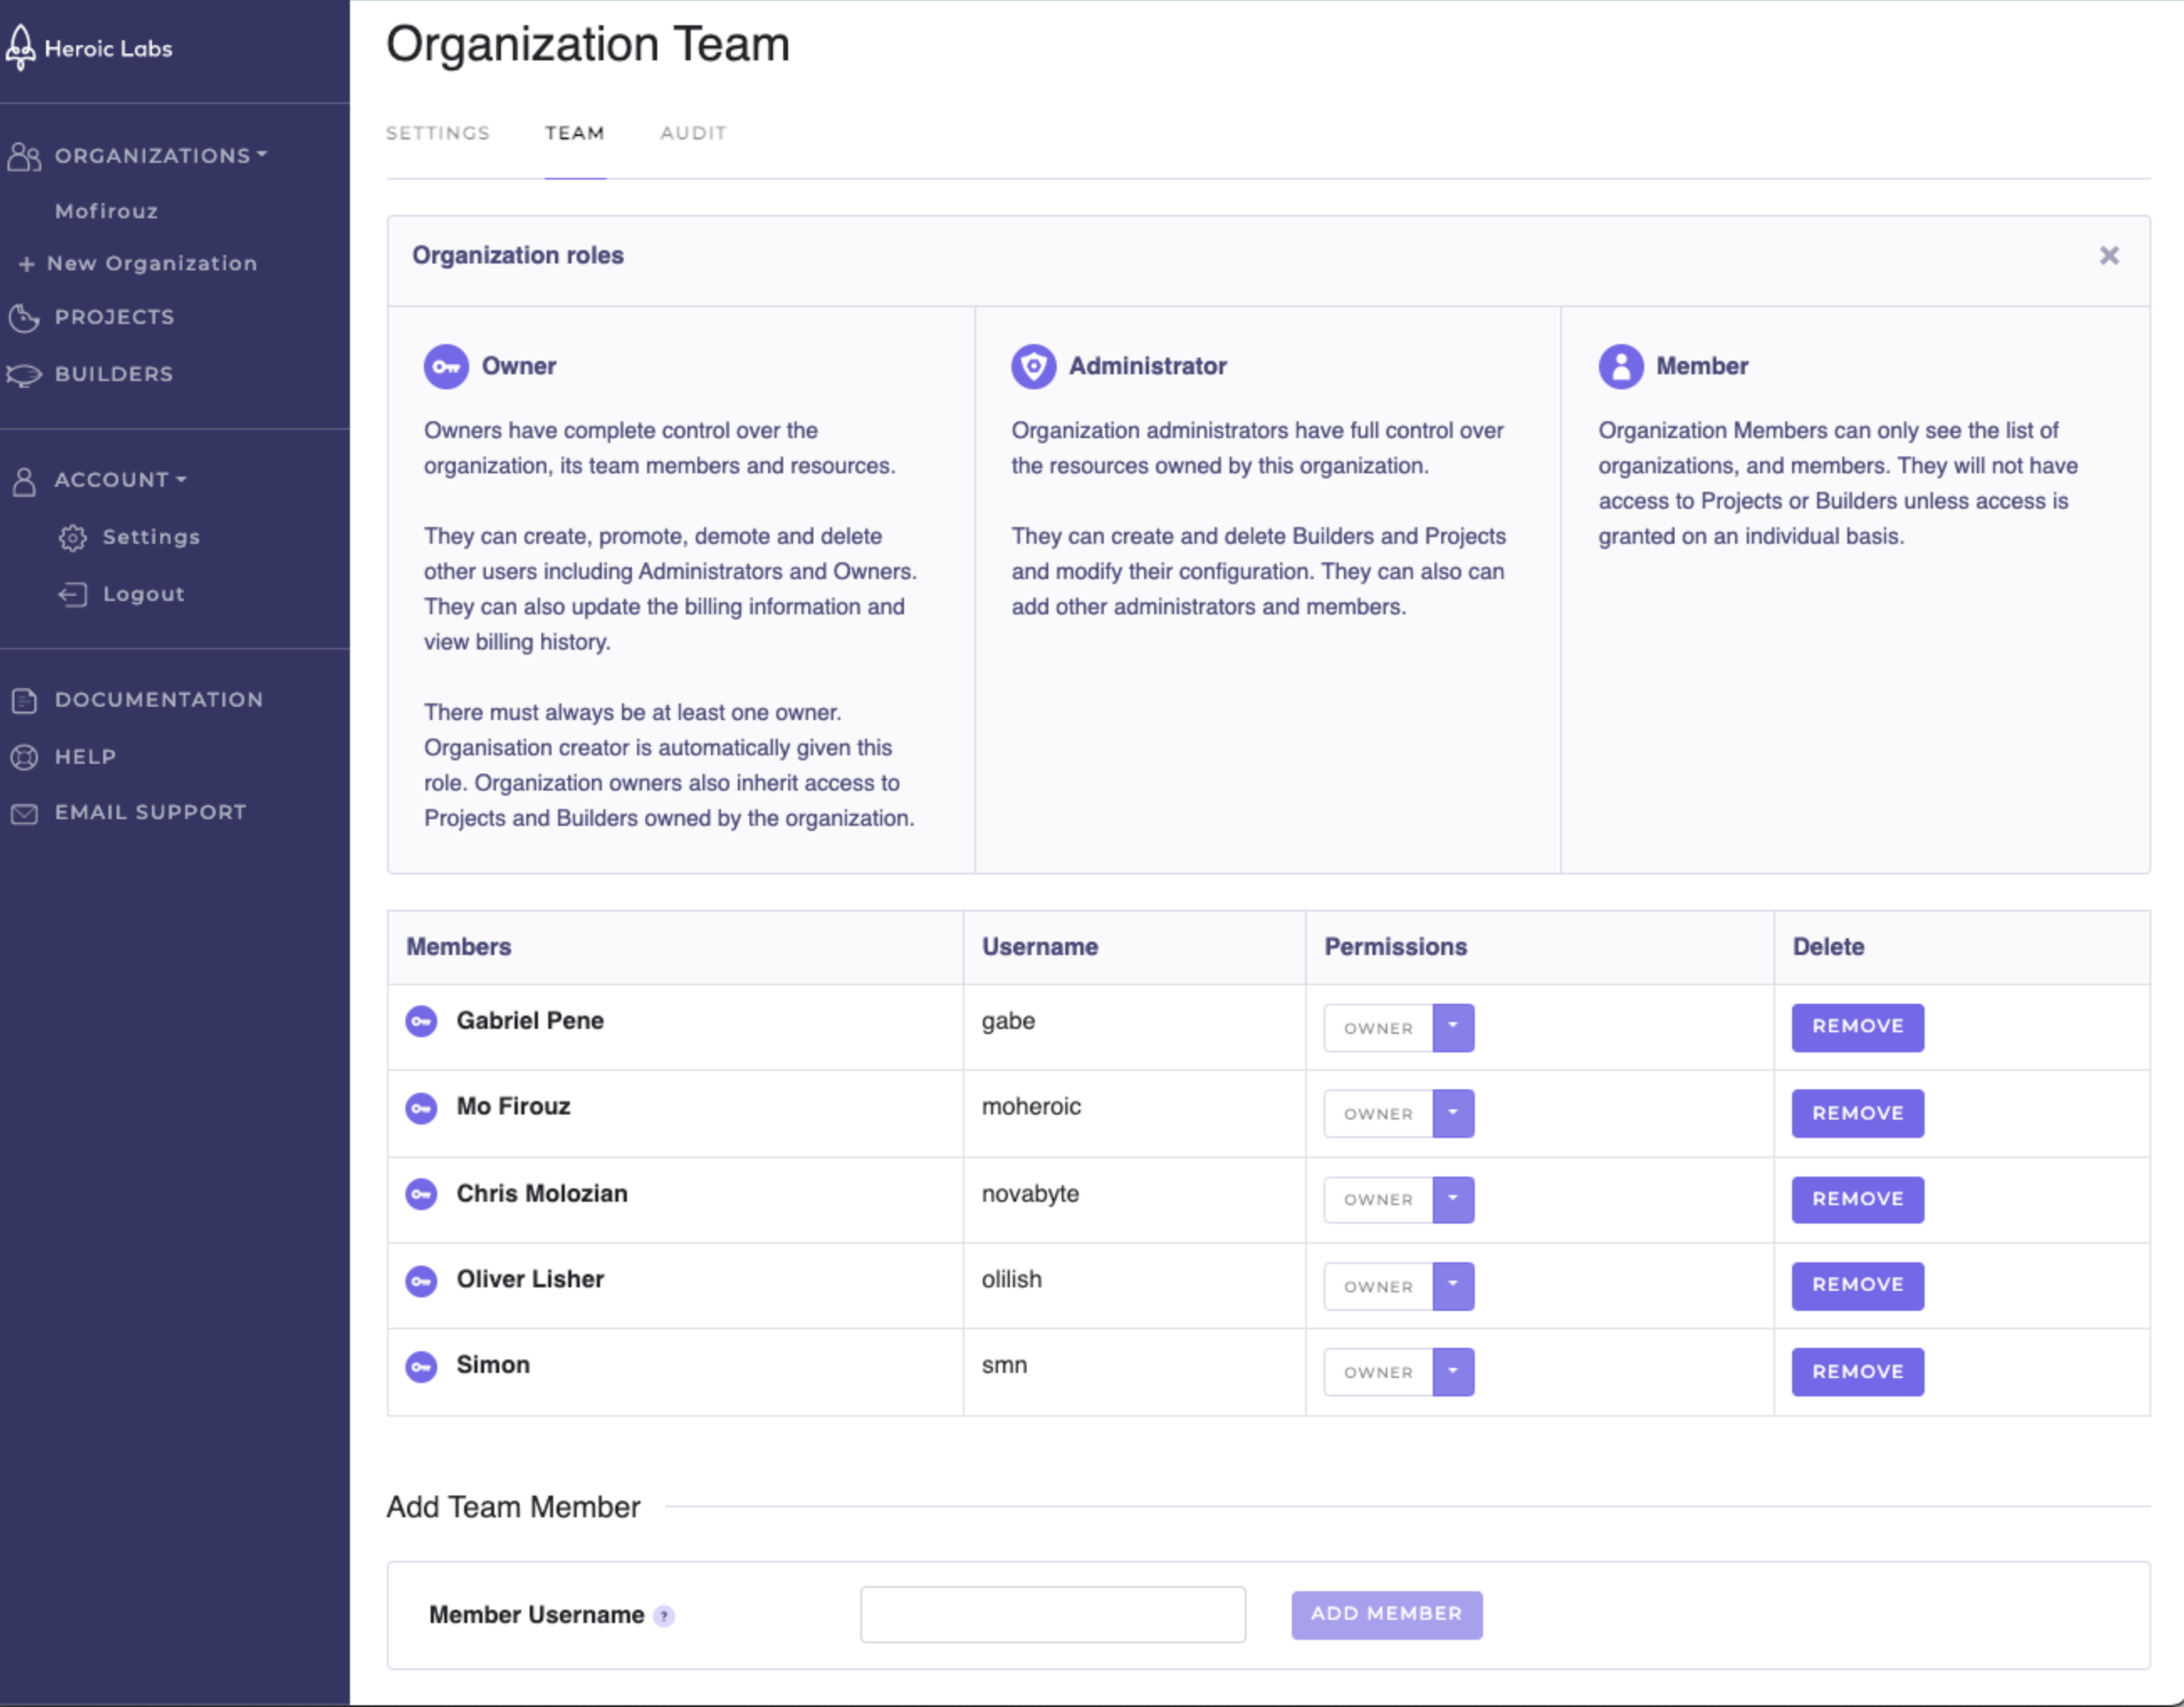 Heroic Labs
ORGANIZATIONS
Mofirouz
+ New Organization
PROJECTS
BUILDERS
ACCOUNT
Settings
Logout
DOCUMENTATION
HELP
EMAIL SUPPORT
Organization Team
SETTINGS TEAM AUDIT
Organization roles
Owner
Owners have complete control over the
organization, its team members and resources.
They can create, promote, demote and delete
other users including Administrators and Owners.
They can also update the billing information and
view billing history.
There must always be at least one owner.
Organisation creator is automatically given this
role. Organization owners also inherit access to
Projects and Builders owned by the organization.
Administrator
Organization administrators have full control over
the resources owned by this organization.
They can create and delete Builders and Projects
and modify their configuration. They can also can
add other administrators and members.
Member
Organization Members can only see the list of
organizations, and members. They will not have
access to Projects or Builders unless access is
granted on an individual basis.
Members Username Permissions Delete
Gabriel Pene gabe OWNER REMOVE
Mo Firouz moheroic OWNER REMOVE
Chris Molozian novabyte OWNER REMOVE
Oliver Lisher olilish OWNER REMOVE
Simon smn OWNER REMOVE
Add Team Member
Member Username ? ADD MEMBER